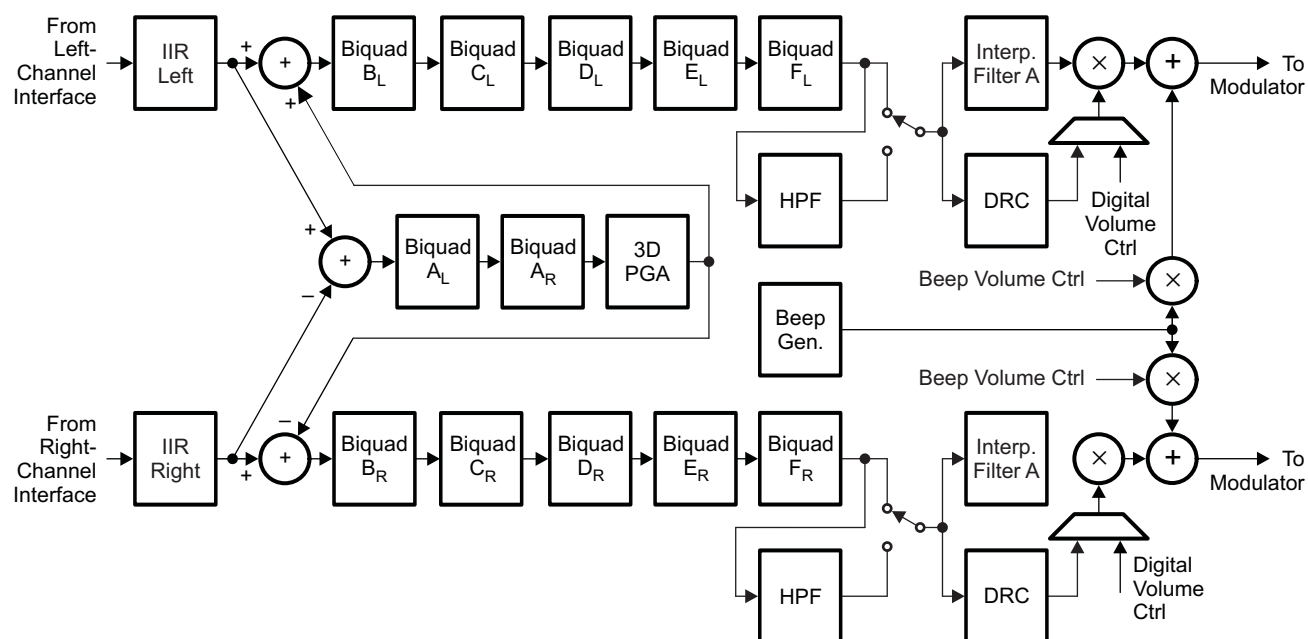 From
Left-
Channel
Interface
IIR
Left
+
+
+
Biquad
B_L
Biquad
C_L
Biquad
D_L
Biquad
E_L
Biquad
F_L
Interp.
Filter A
×
+
To
Modulator
HPF
DRC
Digital
Volume
Ctrl
+
+
–
Biquad
A_L
Biquad
A_R
3D
PGA
Beep
Gen.
Beep Volume Ctrl
×
Beep Volume Ctrl
×
From
Right-
Channel
Interface
IIR
Right
–
+
+
Biquad
B_R
Biquad
C_R
Biquad
D_R
Biquad
E_R
Biquad
F_R
Interp.
Filter A
×
+
To
Modulator
HPF
DRC
Digital
Volume
Ctrl